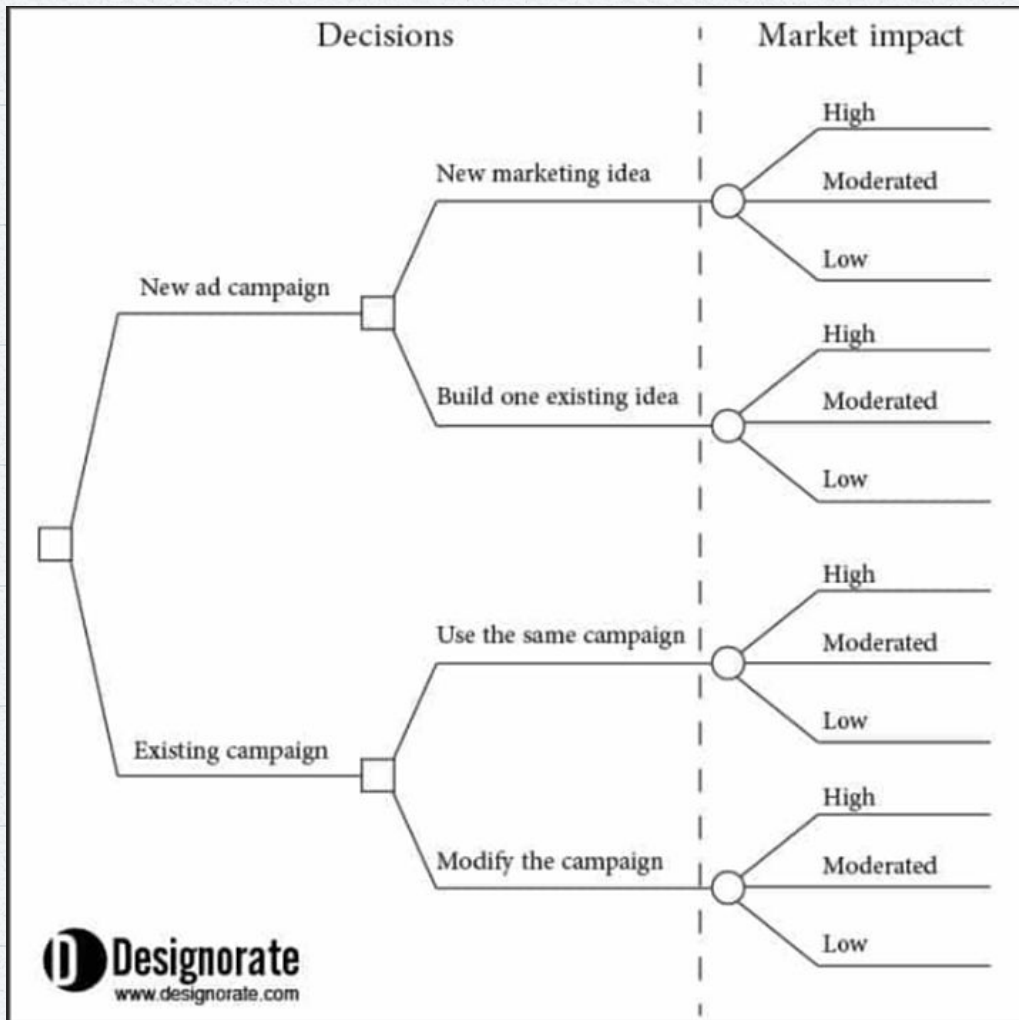 Decisions
Market impact
New ad campaign
New marketing idea
High
Moderated
Low
Build one existing idea
High
Moderated
Low
Existing campaign
Use the same campaign
High
Moderated
Low
Modify the campaign
High
Moderated
Low
D Designorate
www.designorate.com